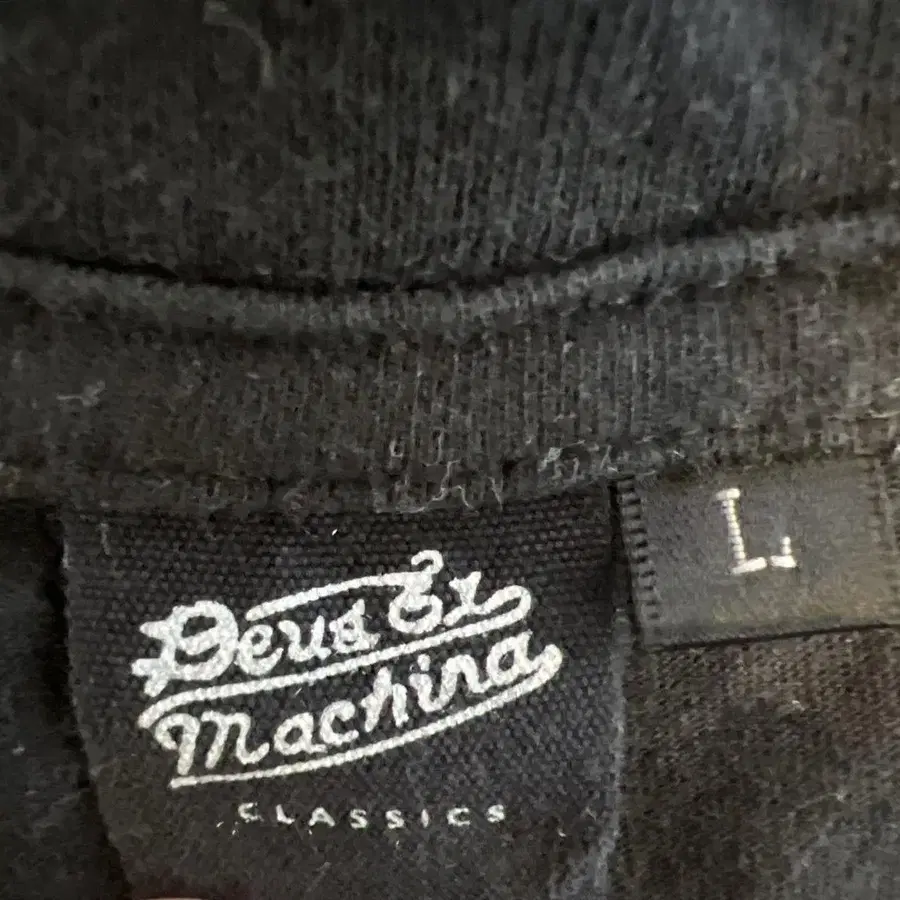 Deus Ex
Machina
CLASSICS
L